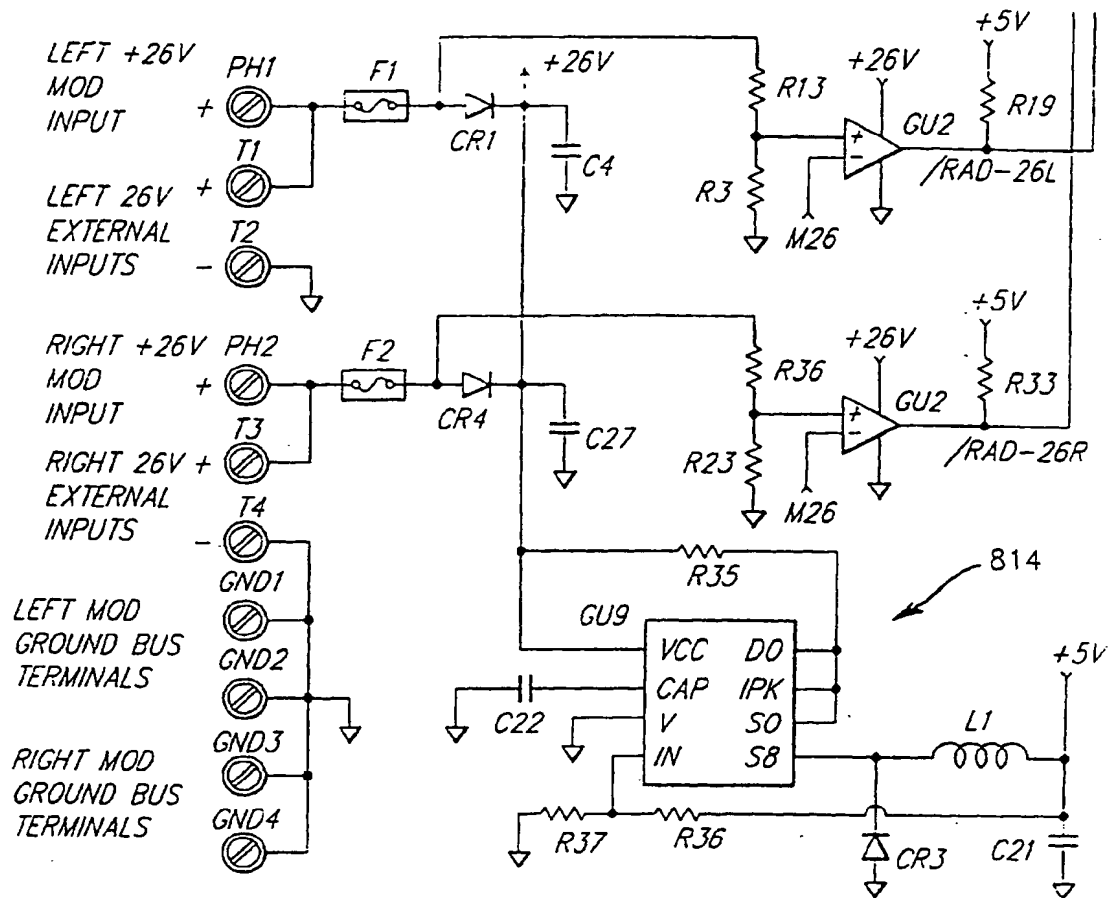 LEFT +26V
MOD
INPUT
PH1
+
F1
+26V
CR1
C4
R13
R3
+26V
+
-
GU2
M26
+5V
R19
/RAD-26L
LEFT 26V
EXTERNAL
INPUTS
T1
+
T2
-
RIGHT +26V
MOD
INPUT
PH2
+
F2
CR4
C27
R36
R23
+26V
+
-
GU2
M26
+5V
R33
/RAD-26R
RIGHT 26V
EXTERNAL
INPUTS
T3
+
T4
-
LEFT MOD
GROUND BUS
TERMINALS
GND1
GND2
RIGHT MOD
GROUND BUS
TERMINALS
GND3
GND4
R35
814
GU9
VCC DO
CAP IPK
V SO
IN S8
C22
L1
+5V
R37
R36
CR3
C21